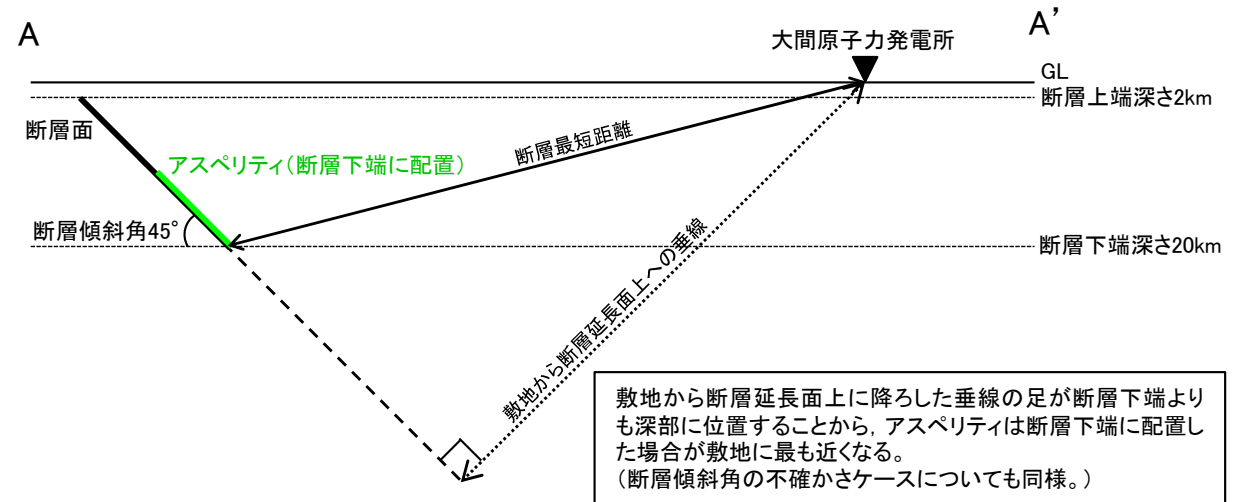 A
A’
大間原子力発電所
GL
断層上端深さ2km
断層面
断層最短距離
アスペリティ(断層下端に配置)
断層傾斜角45°
断層下端深さ20km
敷地から断層延長面上への垂線
敷地から断層延長面上に降ろした垂線の足が断層下端より
も深部に位置することから，アスペリティは断層下端に配置し
た場合が敷地に最も近くなる。
(断層傾斜角の不確かさケースについても同様。)